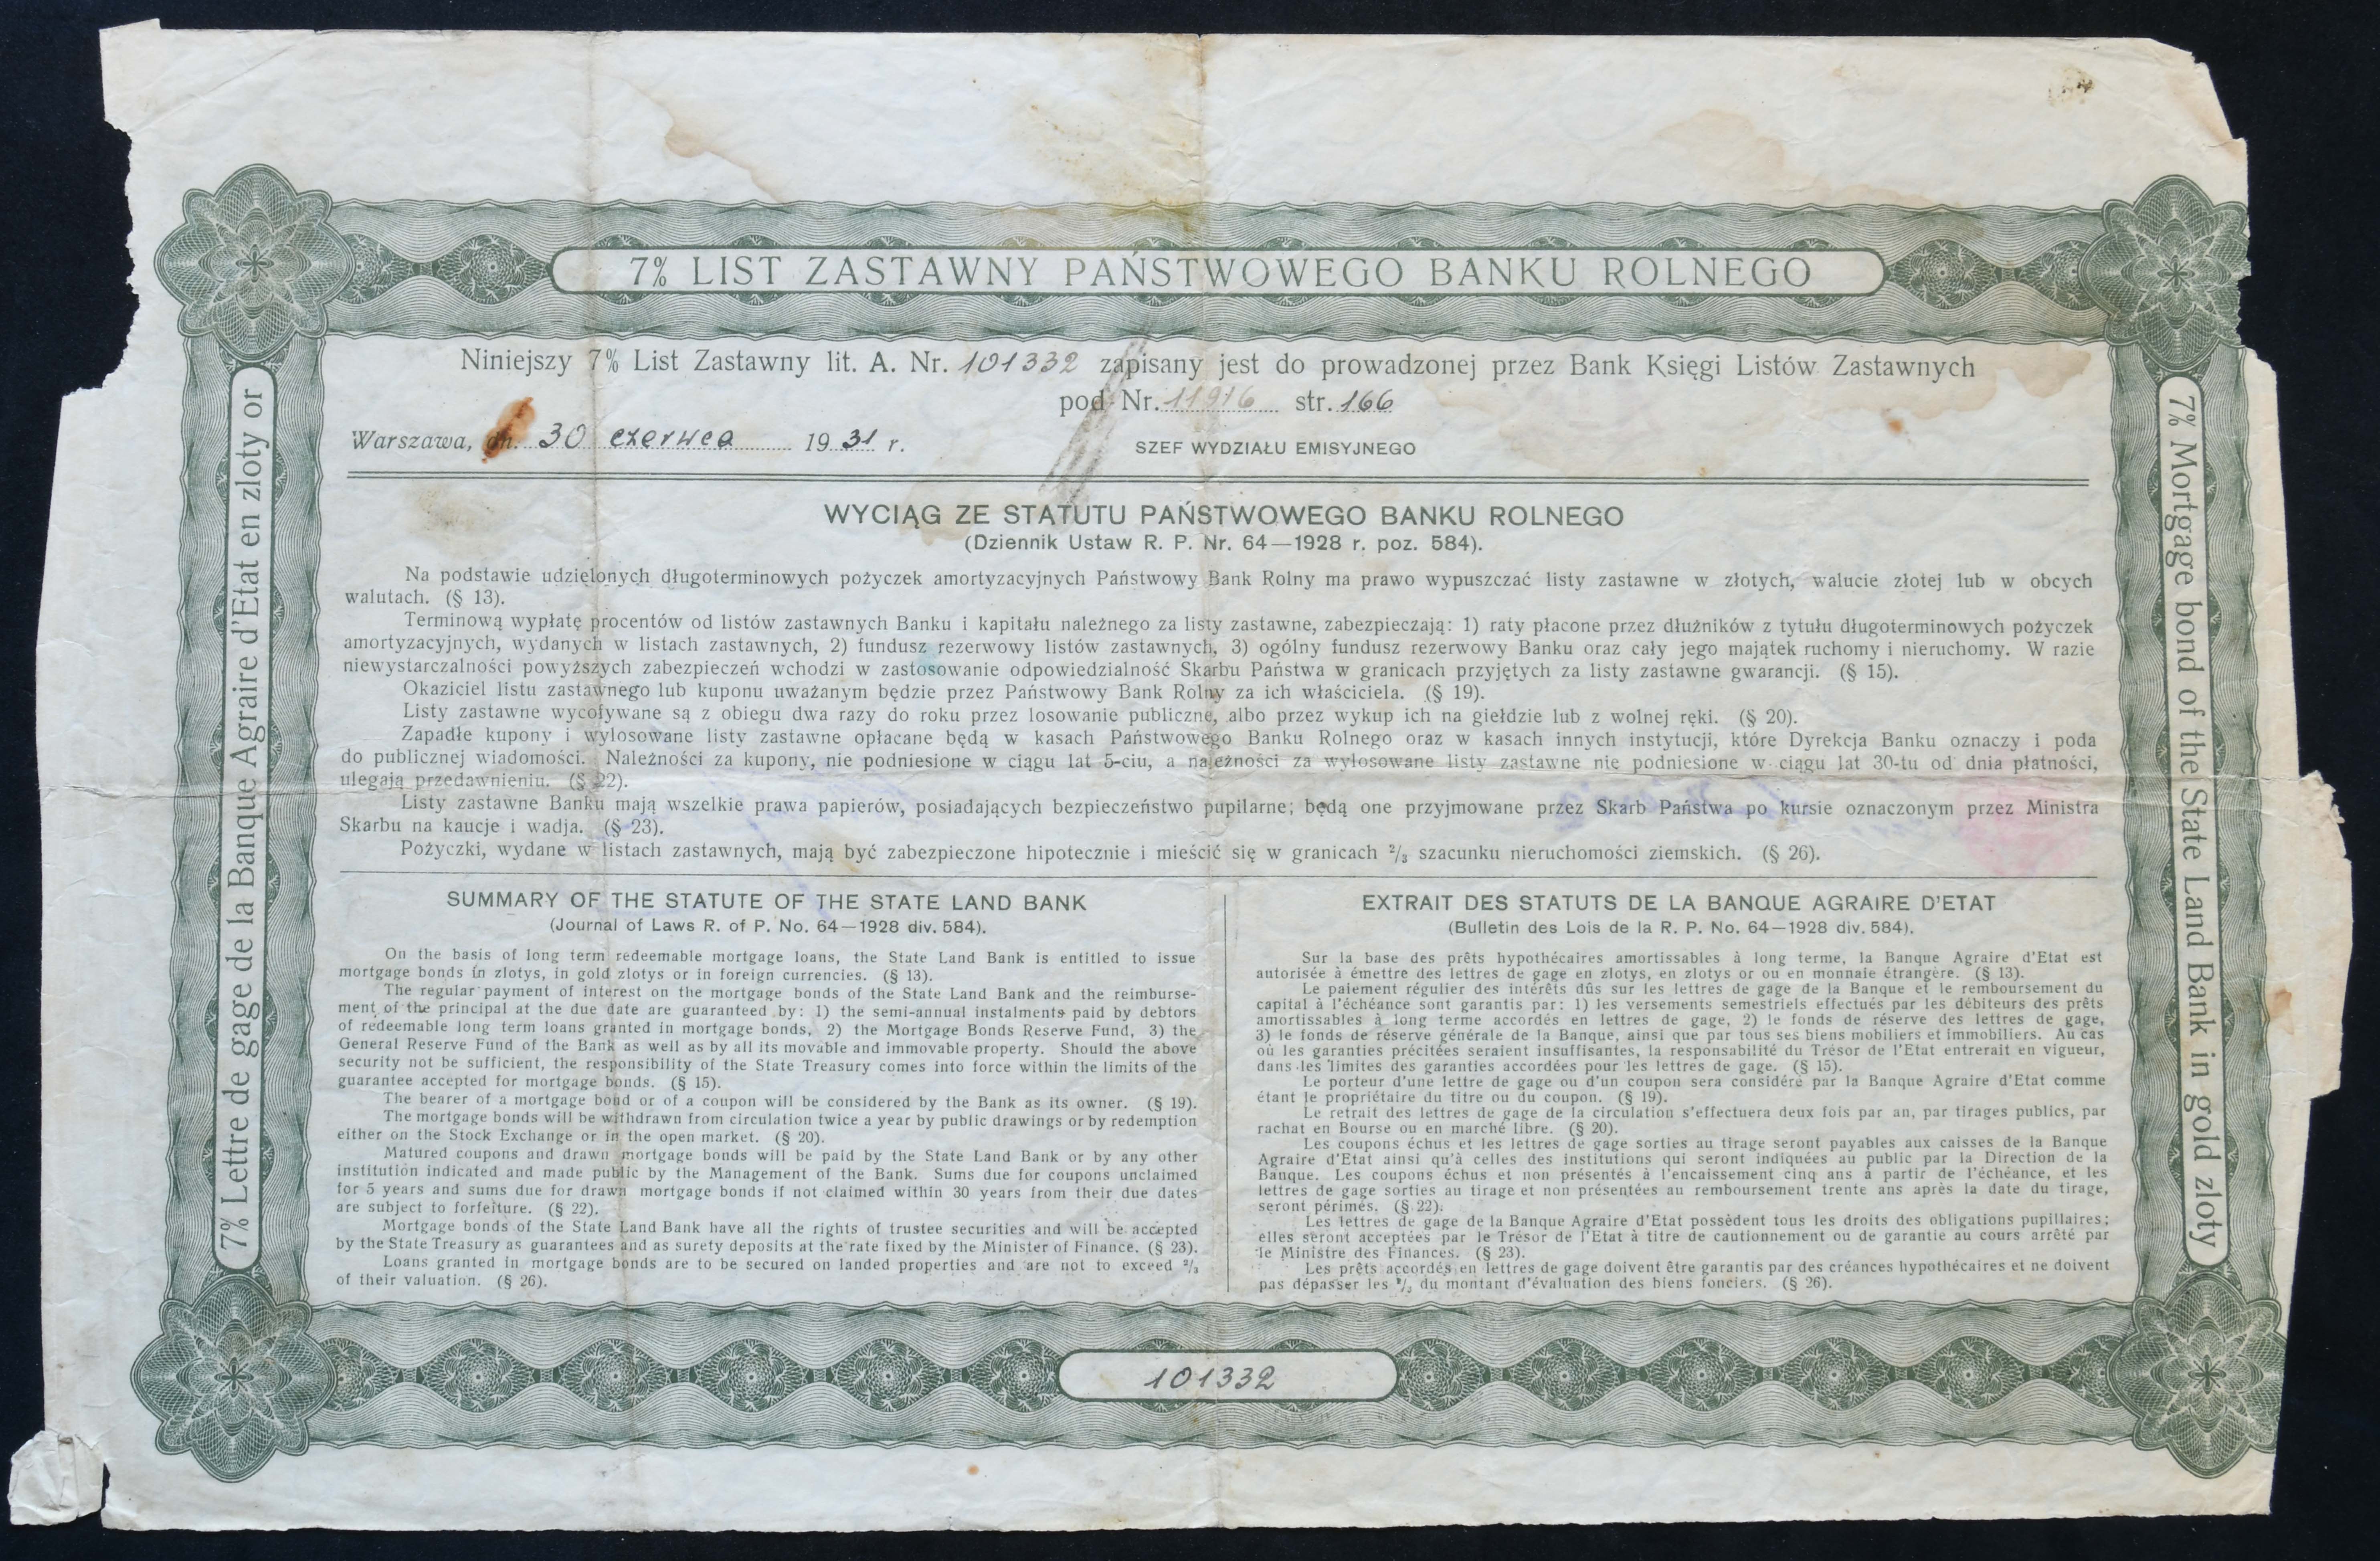 7% LIST ZASTAWNY PAŃSTWOWEGO BANKU ROLNEGO
Niniejszy 7% List Zastawny lit. A. Nr. 101332 zapisany jest do prowadzonej przez Bank Księgi Listów Zastawnych
pod Nr. 11916 str. 166
Warszawa, dn. 30 czerwca 1931 r.
SZEF WYDZIAŁU EMISYJNEGO
WYCIĄG ZE STATUTU PAŃSTWOWEGO BANKU ROLNEGO
(Dziennik Ustaw R. P. Nr. 64—1928 r. poz. 584).
Na podstawie udzielonych długoterminowych pożyczek amortyzacyjnych Państwowy Bank Rolny ma prawo wypuszczać listy zastawne w złotych, walucie złotej lub w obcych
walutach. (§ 13).
Terminową wypłatę procentów od listów zastawnych Banku i kapitału należnego za listy zastawne, zabezpieczają: 1) raty płacone przez dłużników z tytułu długoterminowych pożyczek
amortyzacyjnych, wydanych w listach zastawnych, 2) fundusz rezerwowy listów zastawnych, 3) ogólny fundusz rezerwowy Banku oraz cały jego majątek ruchomy i nieruchomy. W razie
niewystarczalności powyższych zabezpieczeń wchodzi w zastosowanie odpowiedzialność Skarbu Państwa w granicach przyjętych za listy zastawne gwarancji. (§ 15).
Okaziciel listu zastawnego lub kuponu uważanym będzie przez Państwowy Bank Rolny za ich właściciela. (§ 19).
Listy zastawne wycofywane są z obiegu dwa razy do roku przez losowanie publiczne, albo przez wykup ich na giełdzie lub z wolnej ręki. (§ 20).
Zapadłe kupony i wylosowane listy zastawne opłacane będą w kasach Państwowego Banku Rolnego oraz w kasach innych instytucji, które Dyrekcja Banku oznaczy i poda
do publicznej wiadomości. Należności za kupony, nie podniesione w ciągu lat 5-ciu, a należności za wylosowane listy zastawne nie podniesione w ciągu lat 30-tu od dnia płatności,
ulegają przedawnieniu. (§ 22).
Listy zastawne Banku mają wszelkie prawa papierów, posiadających bezpieczeństwo pupilarne; będą one przyjmowane przez Skarb Państwa po kursie oznaczonym przez Ministra
Skarbu na kaucje i wadja. (§ 23).
Pożyczki, wydane w listach zastawnych, mają być zabezpieczone hipotecznie i mieścić się w granicach ²/₃ szacunku nieruchomości ziemskich. (§ 26).
SUMMARY OF THE STATUTE OF THE STATE LAND BANK
(Journal of Laws R. of P. No. 64—1928 div. 584).
On the basis of long term redeemable mortgage loans, the State Land Bank is entitled to issue
mortgage bonds in zlotys, in gold zlotys or in foreign currencies. (§ 13).
The regular payment of interest on the mortgage bonds of the State Land Bank and the reimburse-
ment of the principal at the due date are guaranteed by: 1) the semi-annual instalments paid by debtors
of redeemable long term loans granted in mortgage bonds, 2) the Mortgage Bonds Reserve Fund, 3) the
General Reserve Fund of the Bank as well as by all its movable and immovable property. Should the above
security not be sufficient, the responsibility of the State Treasury comes into force within the limits of the
guarantee accepted for mortgage bonds. (§ 15).
The bearer of a mortgage bond or of a coupon will be considered by the Bank as its owner. (§ 19).
The mortgage bonds will be withdrawn from circulation twice a year by public drawings or by redemption
either on the Stock Exchange or in the open market. (§ 20).
Matured coupons and drawn mortgage bonds will be paid by the State Land Bank or by any other
institution indicated and made public by the Management of the Bank. Sums due for coupons unclaimed
for 5 years and sums due for drawn mortgage bonds if not claimed within 30 years from their due dates
are subject to forfeiture. (§ 22).
Mortgage bonds of the State Land Bank have all the rights of trustee securities and will be accepted
by the State Treasury as guarantees and as surety deposits at the rate fixed by the Minister of Finance. (§ 23).
Loans granted in mortgage bonds are to be secured on landed properties and are not to exceed ²/₃
of their valuation. (§ 26).
EXTRAIT DES STATUTS DE LA BANQUE AGRAIRE D'ETAT
(Bulletin des Lois de la R. P. No. 64—1928 div. 584).
Sur la base des prêts hypothécaires amortissables à long terme, la Banque Agraire d'Etat est
autorisée à émettre des lettres de gage en zlotys, en zlotys or ou en monnaie étrangère. (§ 13).
Le paiement régulier des intérêts dûs sur les lettres de gage de la Banque et le remboursement du
capital à l'échéance sont garantis par: 1) les versements semestriels effectués par les débiteurs des prêts
amortissables à long terme accordés en lettres de gage, 2) le fonds de réserve des lettres de gage,
3) le fonds de réserve générale de la Banque, ainsi que par tous ses biens mobiliers et immobiliers. Au cas
où les garanties précitées seraient insuffisantes, la responsabilité du Trésor de l'Etat entrerait en vigueur,
dans les limites des garanties accordées pour les lettres de gage. (§ 15).
Le porteur d'une lettre de gage ou d'un coupon sera considéré par la Banque Agraire d'Etat comme
étant le propriétaire du titre ou du coupon. (§ 19).
Le retrait des lettres de gage de la circulation s'effectuera deux fois par an, par tirages publics, par
rachat en Bourse ou en marché libre. (§ 20).
Les coupons échus et les lettres de gage sorties au tirage seront payables aux caisses de la Banque
Agraire d'Etat ainsi qu'à celles des institutions qui seront indiquées au public par la Direction de la
Banque. Les coupons échus et non présentés à l'encaissement cinq ans à partir de l'échéance, et les
lettres de gage sorties au tirage et non présentées au remboursement trente ans après la date du tirage,
seront périmés. (§ 22).
Les lettres de gage de la Banque Agraire d'Etat possèdent tous les droits des obligations pupillaires;
elles seront acceptées par le Trésor de l'Etat à titre de cautionnement ou de garantie au cours arrêté par
le Ministre des Finances. (§ 23).
Les prêts accordés en lettres de gage doivent être garantis par des créances hypothécaires et ne doivent
pas dépasser les ²/₃ du montant d'évaluation des biens fonciers. (§ 26).
101332
7% Lettre de gage de la Banque Agraire d'Etat en zloty or
7% Mortgage bond of the State Land Bank in gold zloty